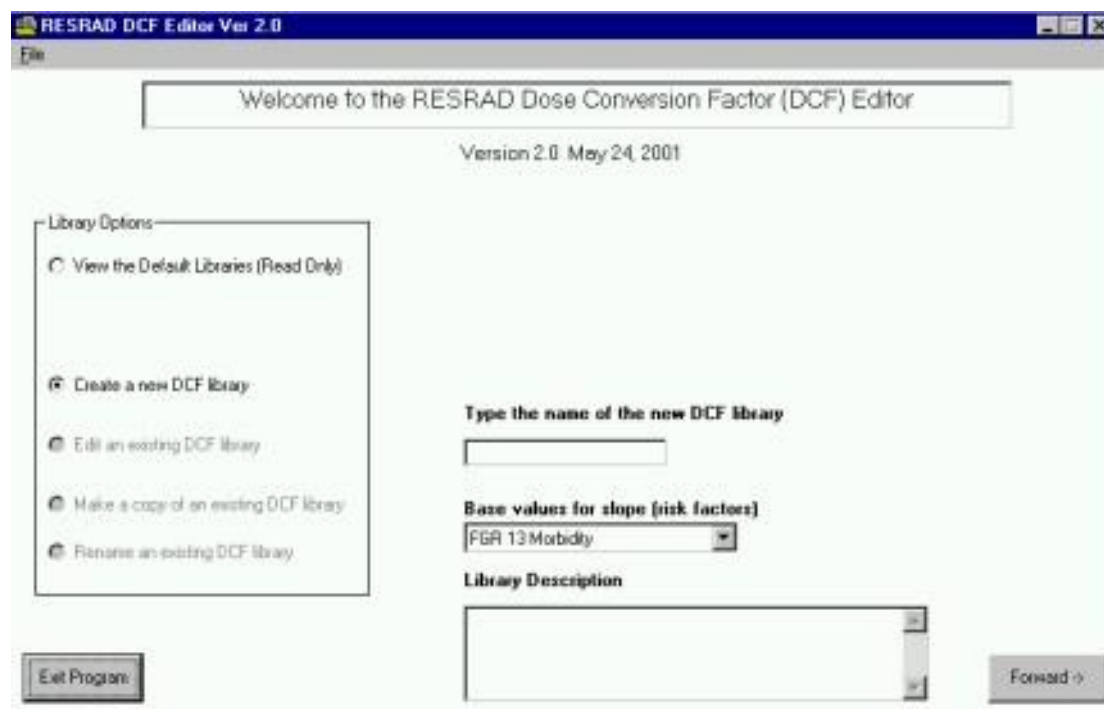 RESRAD DCF Editor Ver 2.0
File
Welcome to the RESRAD Dose Conversion Factor (DCF) Editor
Version 2.0 May 24, 2001
Library Options
View the Default Libraries (Read Only)
Create a new DCF library
Edit an existing DCF library
Make a copy of an existing DCF library
Rename an existing DCF library
Type the name of the new DCF library
Base values for slope (risk factors)
FGR 13 Morbidity
Library Description
Exit Program
Forward ->